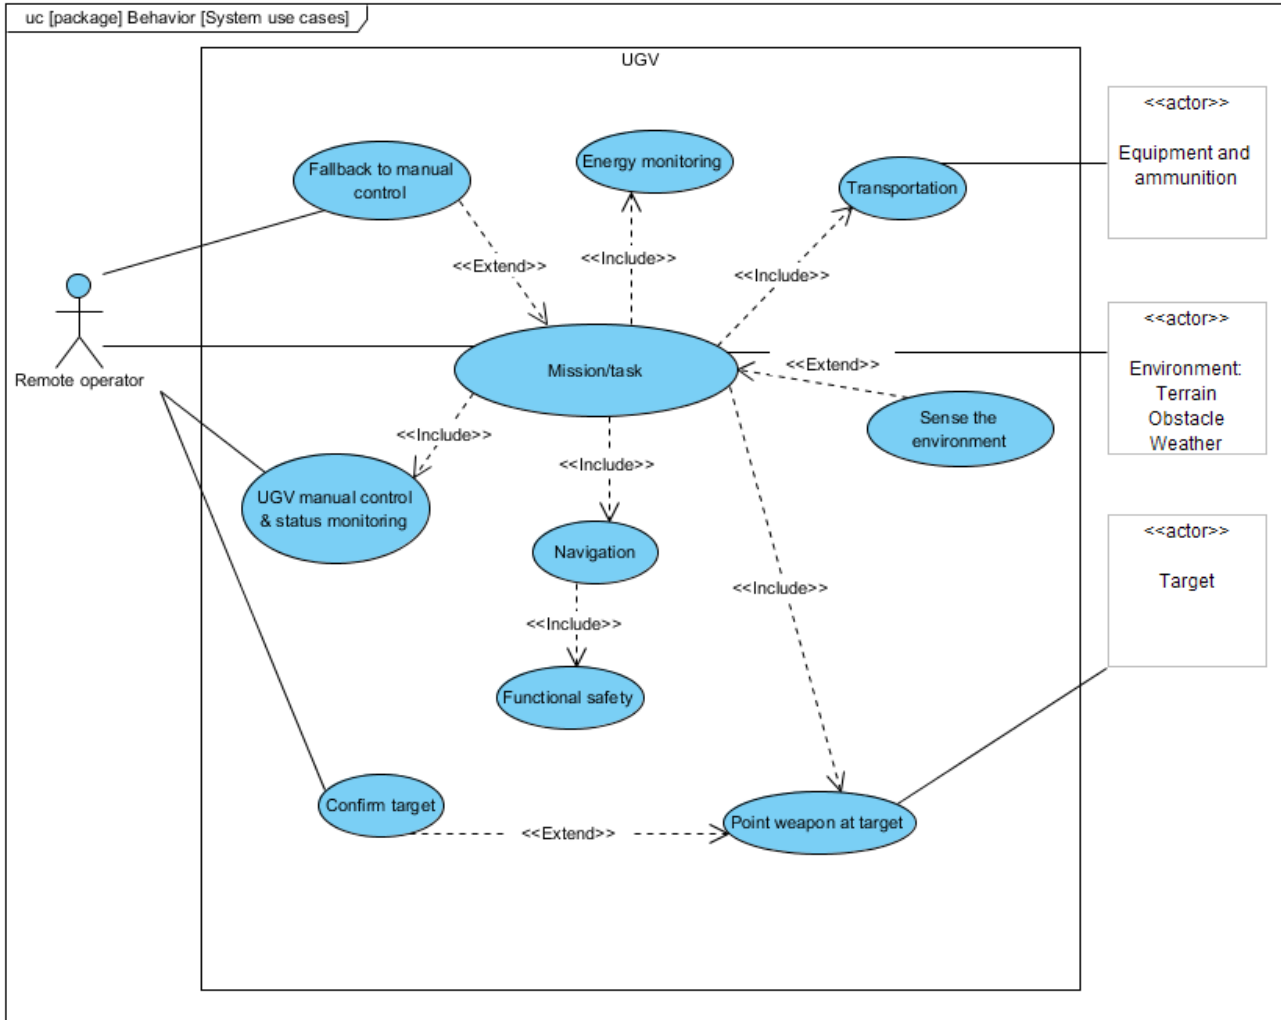 uc [package] Behavior [System use cases]
UGV
<<actor>>
Equipment and
ammunition
Energy monitoring
Fallback to manual
control
Transportation
<<Include>>
<<Extend>>
<<Include>>
<<actor>>
Environment:
Terrain
Obstacle
Weather
Remote operator
Mission/task
<<Extend>>
Sense the
environment
<<Include>>
<<Include>>
UGV manual control
& status monitoring
<<actor>>
Target
Navigation
<<Include>>
<<Include>>
Functional safety
Confirm target
<<Extend>>
Point weapon at target